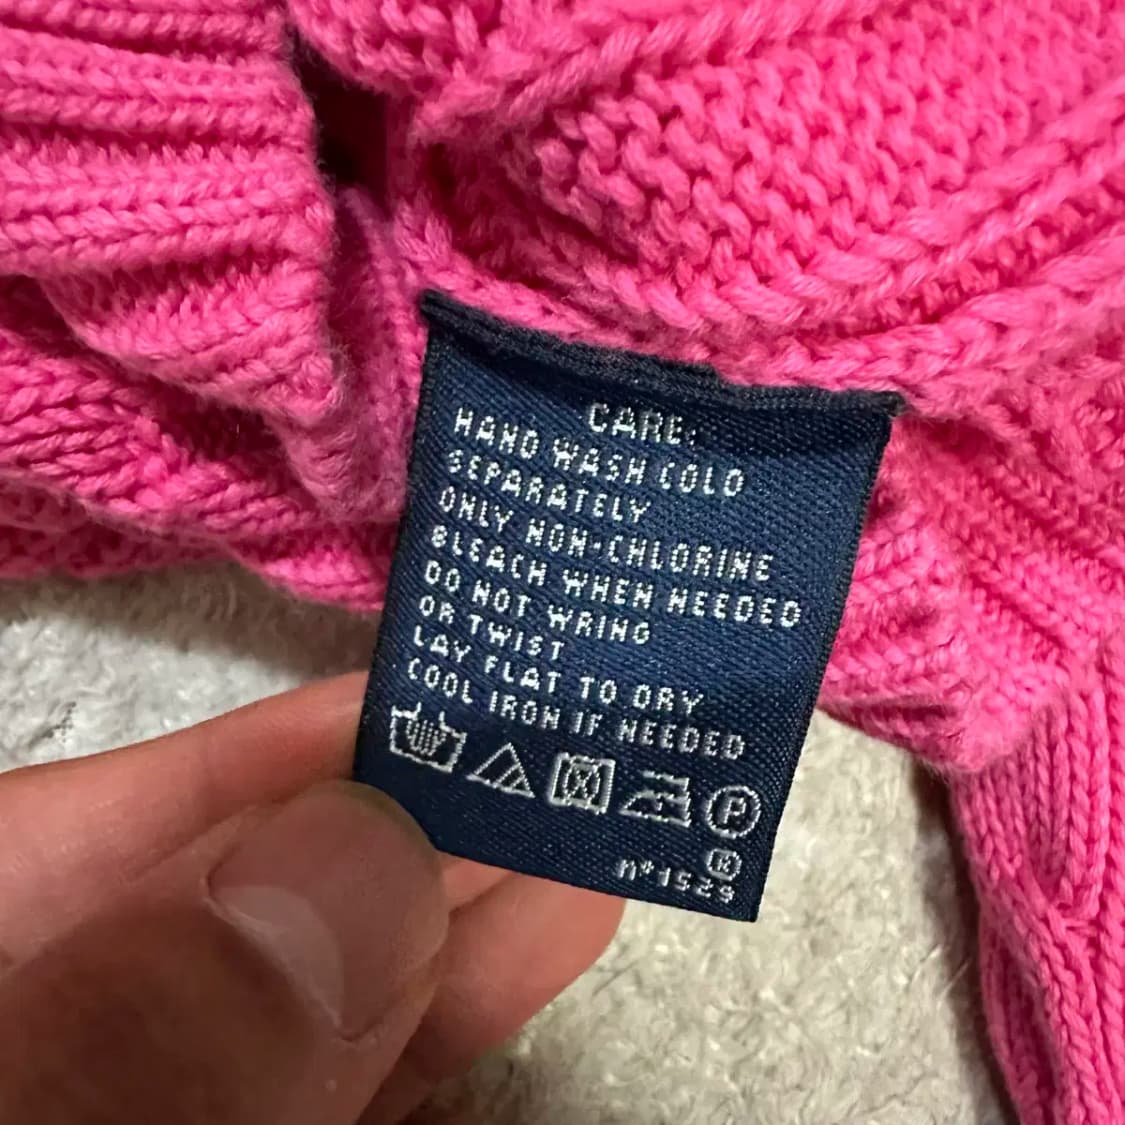 CARE:
HAND WASH COLD
SEPARATELY
ONLY NON-CHLORINE
BLEACH WHEN NEEDED
DO NOT WRING
OR TWIST
LAY FLAT TO DRY
COOL IRON IF NEEDED
P
R
n°1529